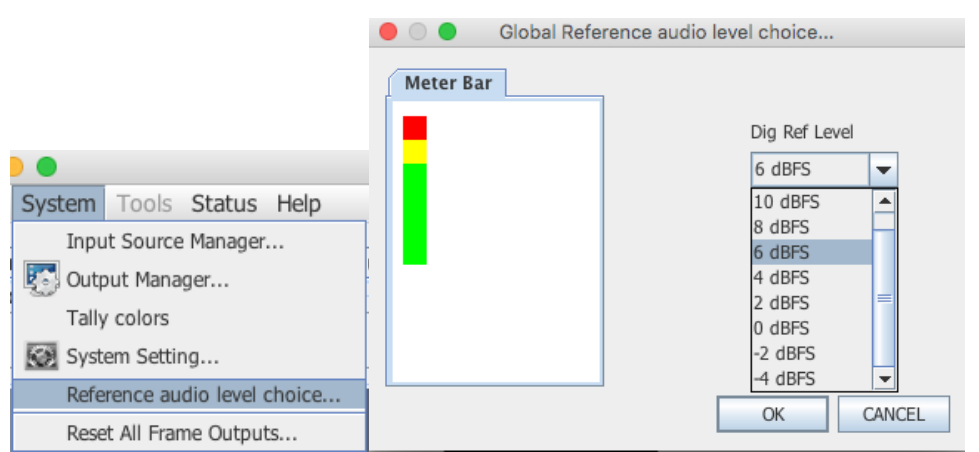 System Tools Status Help
Input Source Manager...
Output Manager...
Tally colors
System Setting...
Reference audio level choice...
Reset All Frame Outputs...
Global Reference audio level choice...
Meter Bar
Dig Ref Level
6 dBFS
10 dBFS
8 dBFS
6 dBFS
4 dBFS
2 dBFS
0 dBFS
-2 dBFS
-4 dBFS
OK CANCEL